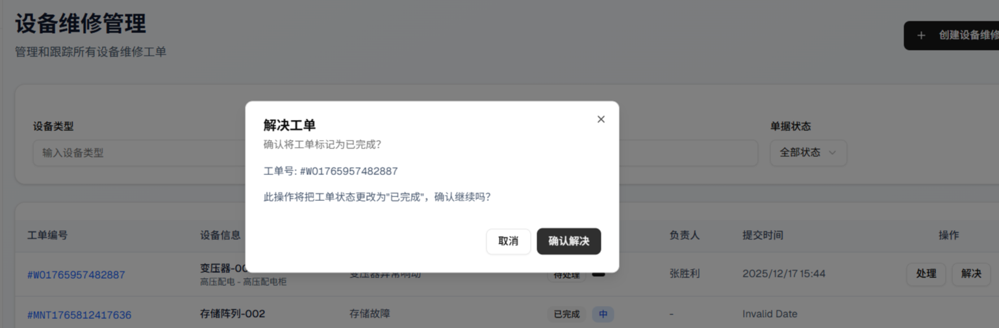 设备维修管理
管理和跟踪所有设备维修工单
+ 创建设备维修
设备类型
输入设备类型
单据状态
全部状态
解决工单
确认将工单标记为已完成?
工单号: #WO1765957482887
此操作将把工单状态更改为"已完成"，确认继续吗?
取消
确认解决
工单编号 设备信息 负责人 提交时间 操作
#WO1765957482887 变压器-00 变压器异常响动 待处理 张胜利 2025/12/17 15:44 处理 解决
高压配电 - 高压配电柜
#MNT1765812417636 存储阵列-002 存储故障 已完成 中 - Invalid Date